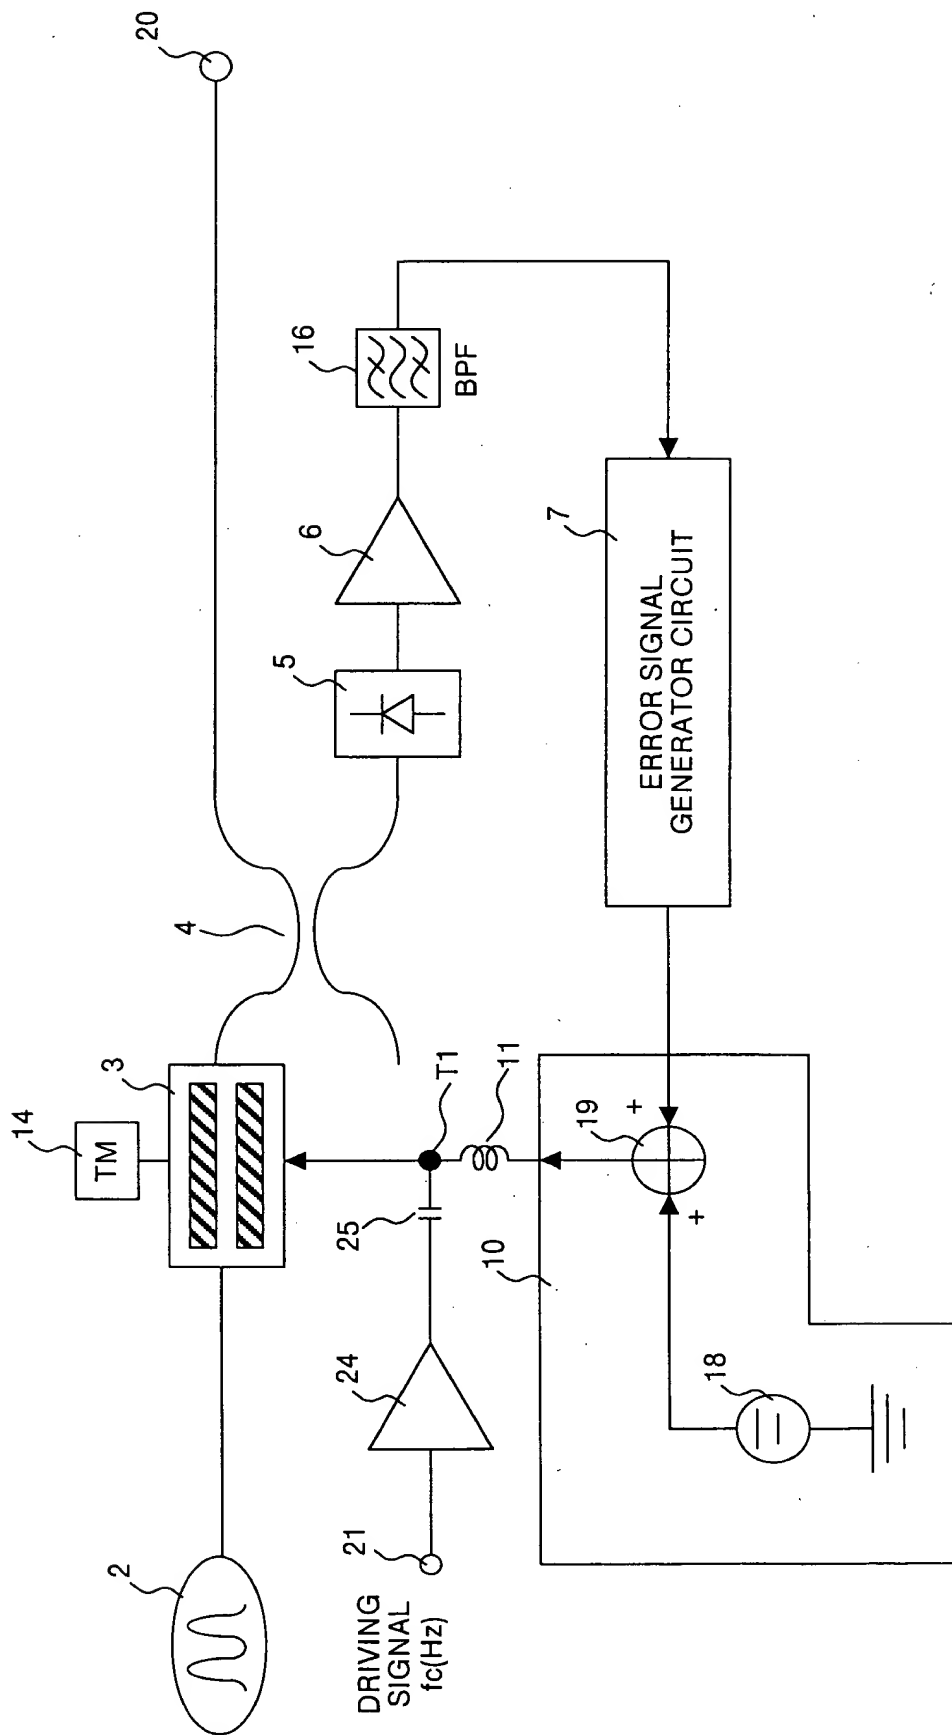 20
16
BPF
6
5
7
ERROR SIGNAL
GENERATOR CIRCUIT
4
14
TM
3
T1
11
25
19
+
+
10
24
18
2
21
DRIVING
SIGNAL
fc(Hz)